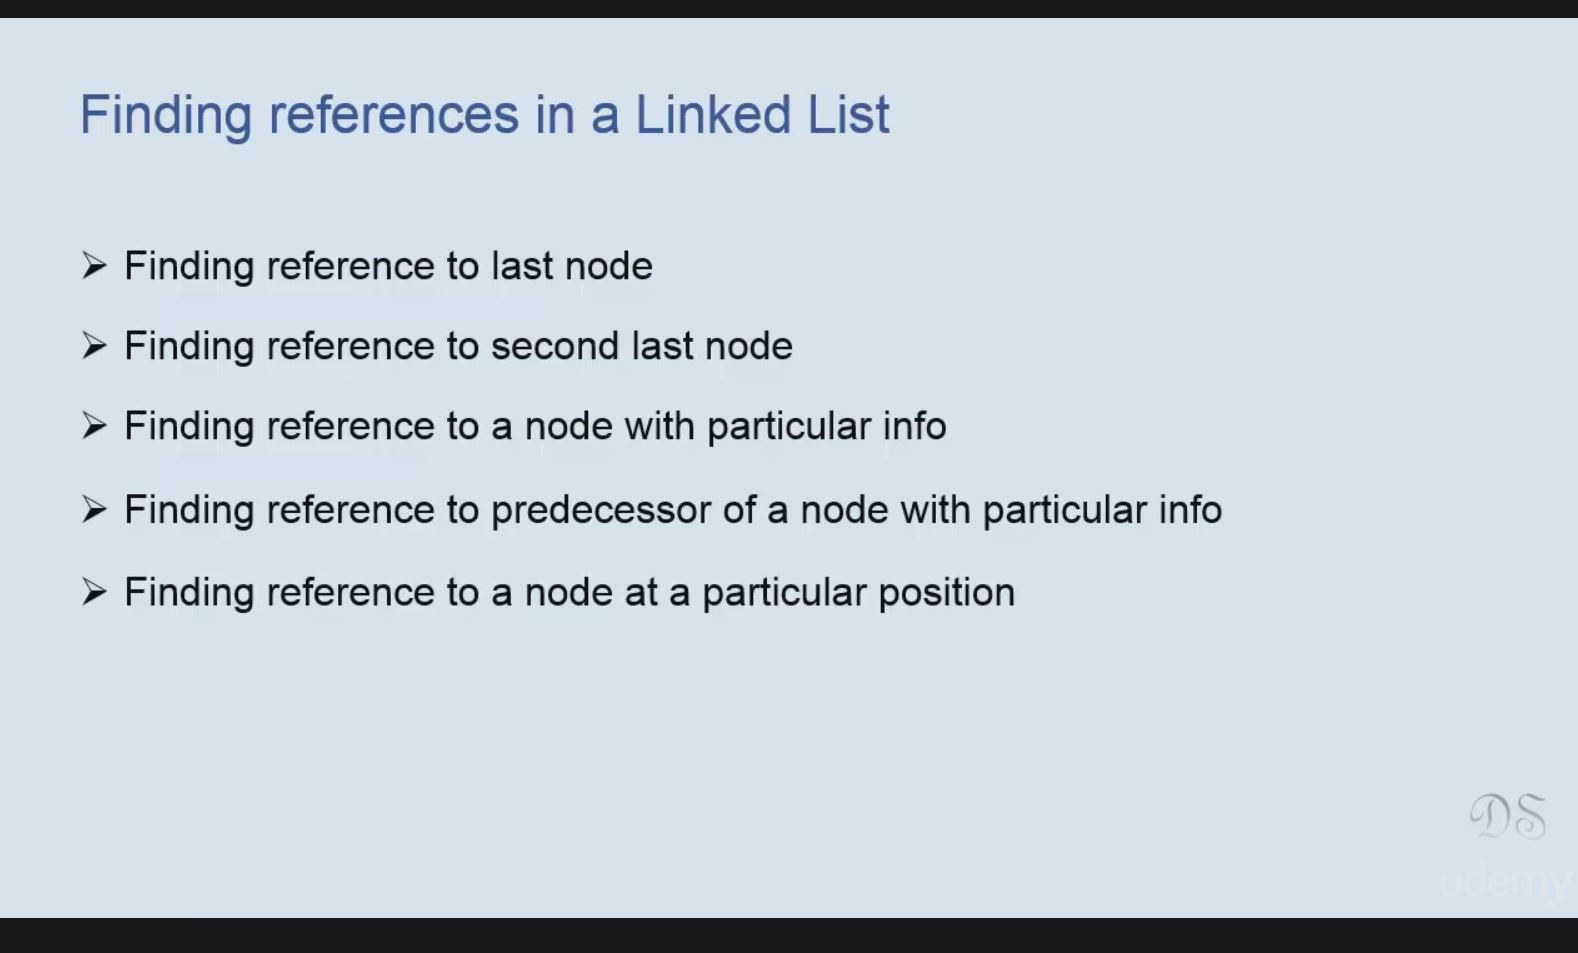 Finding references in a Linked List
➢ Finding reference to last node
➢ Finding reference to second last node
➢ Finding reference to a node with particular info
➢ Finding reference to predecessor of a node with particular info
➢ Finding reference to a node at a particular position
DS
udemy